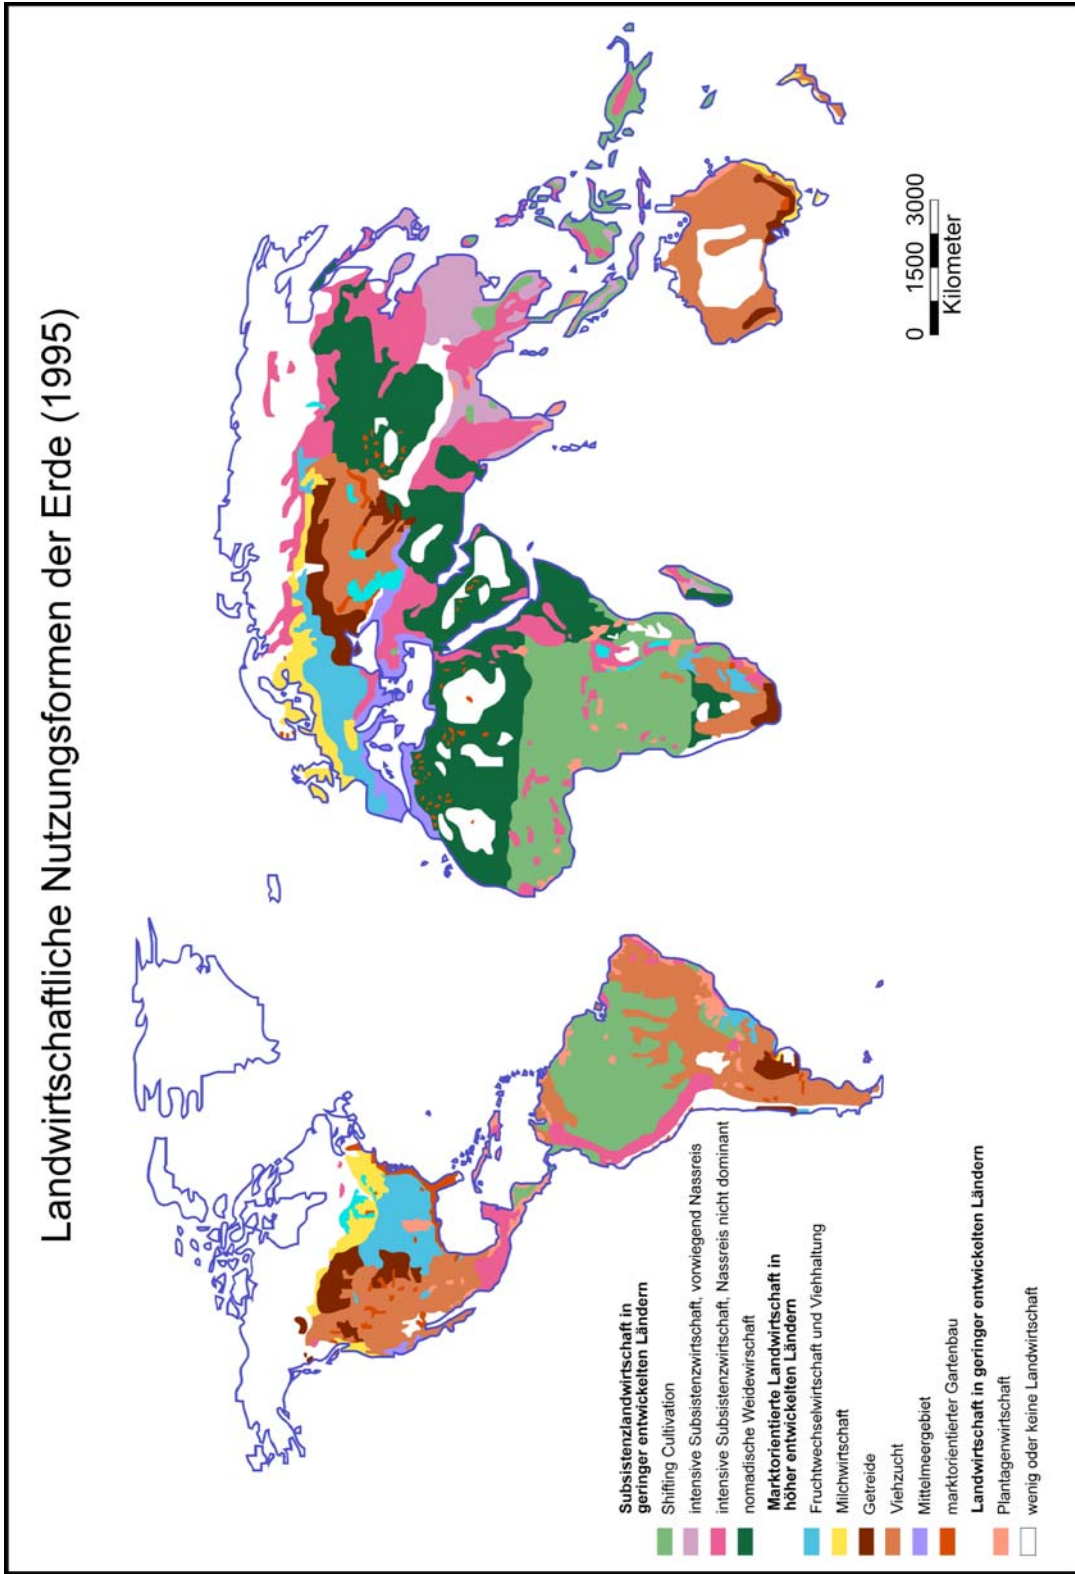 Landwirtschaftliche Nutzungsformen der Erde (1995)
Subsistenzlandwirtschaft in
geringer entwickelten Ländern
Shifting Cultivation
intensive Subsistenzwirtschaft, vorwiegend Nassreis
intensive Subsistenzwirtschaft, Nassreis nicht dominant
nomadische Weidewirschaft
Marktorientierte Landwirtschaft in
höher entwickelten Ländern
Fruchtwechselwirtschaft und Viehhaltung
Milchwirtschaft
Getreide
Viehzucht
Mittelmeergebiet
marktorientierter Gartenbau
Landwirtschaft in geringer entwickelten Ländern
Plantagenwirtschaft
wenig oder keine Landwirtschaft
0 1500 3000
Kilometer